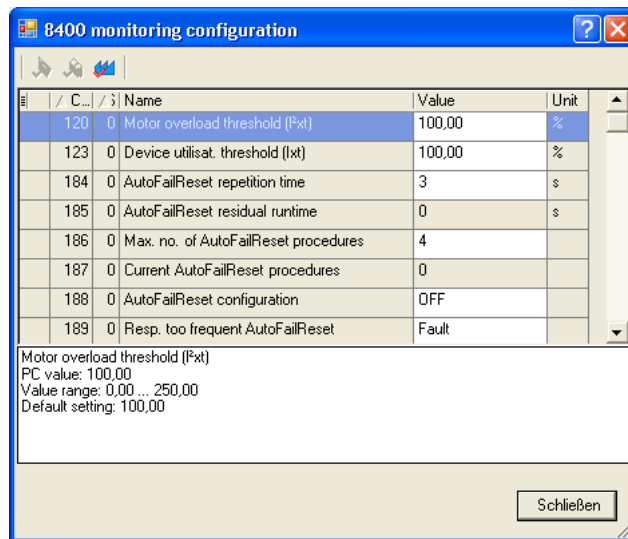 8400 monitoring configuration
C... Name Value Unit
120 0 Motor overload threshold (I²xt) 100,00 %
123 0 Device utilisat. threshold (Ixt) 100,00 %
184 0 AutoFailReset repetition time 3 s
185 0 AutoFailReset residual runtime 0 s
186 0 Max. no. of AutoFailReset procedures 4
187 0 Current AutoFailReset procedures 0
188 0 AutoFailReset configuration OFF
189 0 Resp. too frequent AutoFailReset Fault
Motor overload threshold (I²xt)
PC value: 100,00
Value range: 0,00 ... 250,00
Default setting: 100,00
Schließen